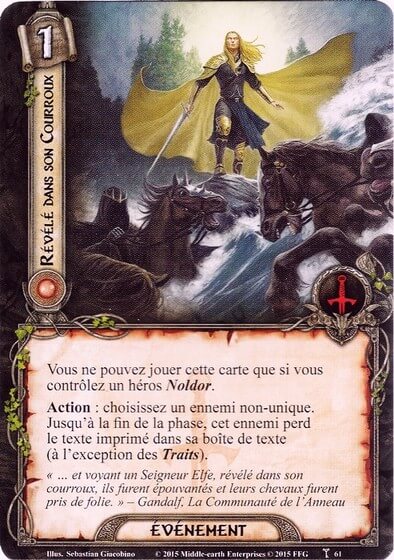 1
Révélé dans son Courroux
Vous ne pouvez jouer cette carte que si vous
contrôlez un héros Noldor.
Action : choisissez un ennemi non-unique.
Jusqu'à la fin de la phase, cet ennemi perd
le texte imprimé dans sa boîte de texte
(à l'exception des Traits).
« ... et voyant un Seigneur Elfe, révélé dans son
courroux, ils furent épouvantés et leurs chevaux furent
pris de folie. » – Gandalf, La Communauté de l'Anneau
ÉVÉNEMENT
Illus. Sebastian Giacobino © 2015 Middle-earth Enterprises © 2015 FFG 61